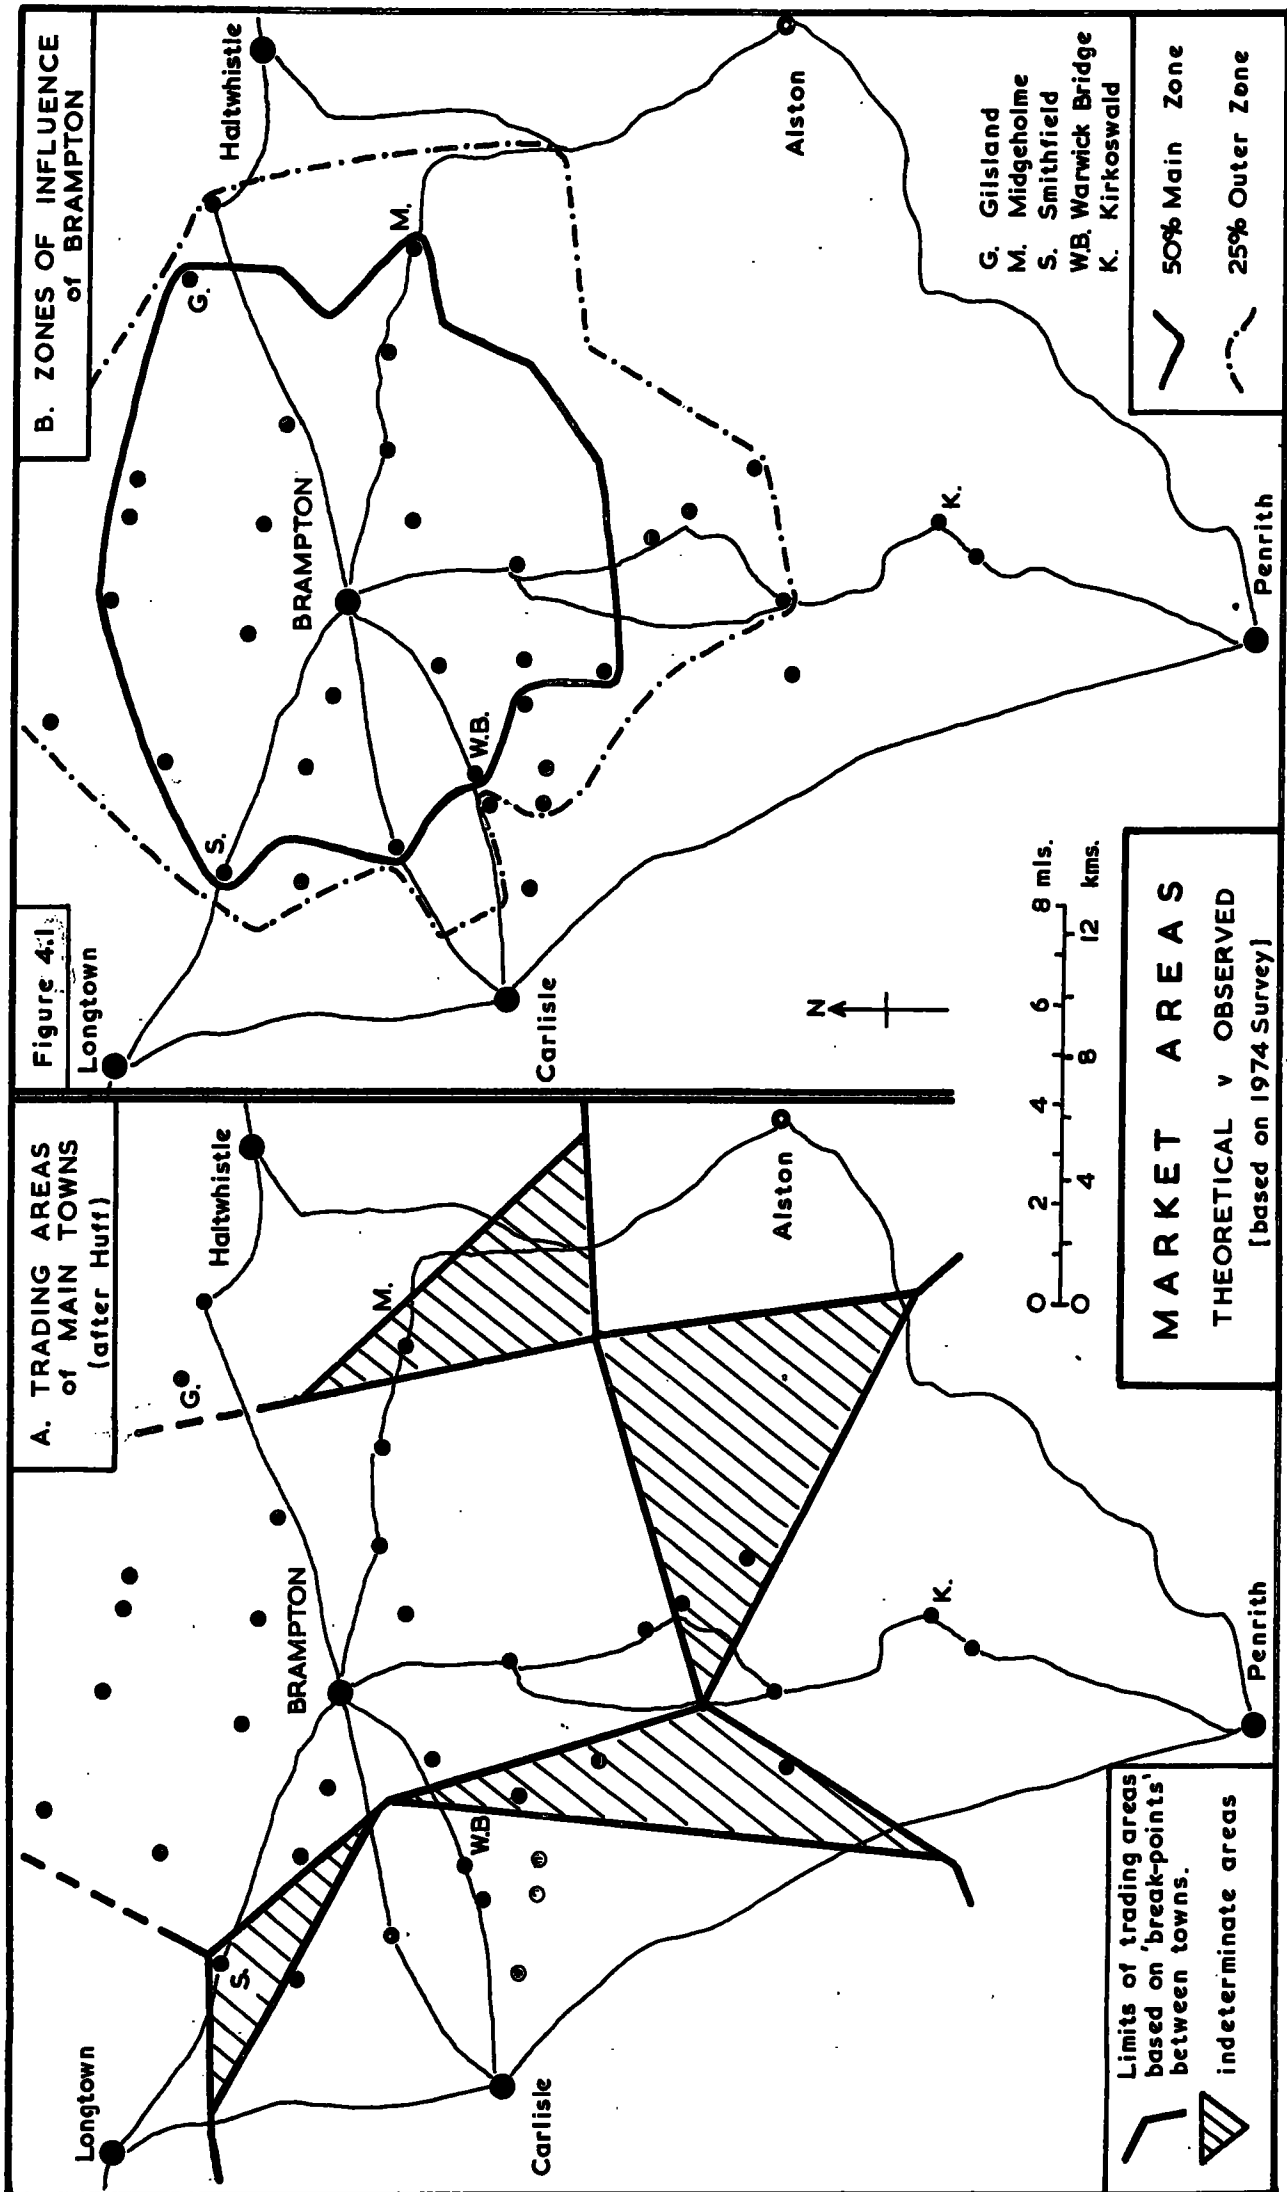 Figure 4.1
A. TRADING AREAS
of MAIN TOWNS
(after Huff)
Longtown
Haltwhistle
G.
S.
M.
BRAMPTON
W.B
Carlisle
Alston
K.
Penrith
Limits of trading areas
based on 'break-points'
between towns.
indeterminate areas
B. ZONES OF INFLUENCE
of BRAMPTON
Longtown
Haltwhistle
G.
S.
M.
BRAMPTON
W.B.
Carlisle
Alston
K.
Penrith
G. Gilsland
M. Midgeholme
S. Smithfield
W.B. Warwick Bridge
K. Kirkoswald
50% Main Zone
25% Outer Zone
N
0 2 4 6 8 mls.
0 4 8 12 kms.
MARKET AREAS
THEORETICAL v OBSERVED
[based on 1974 Survey]